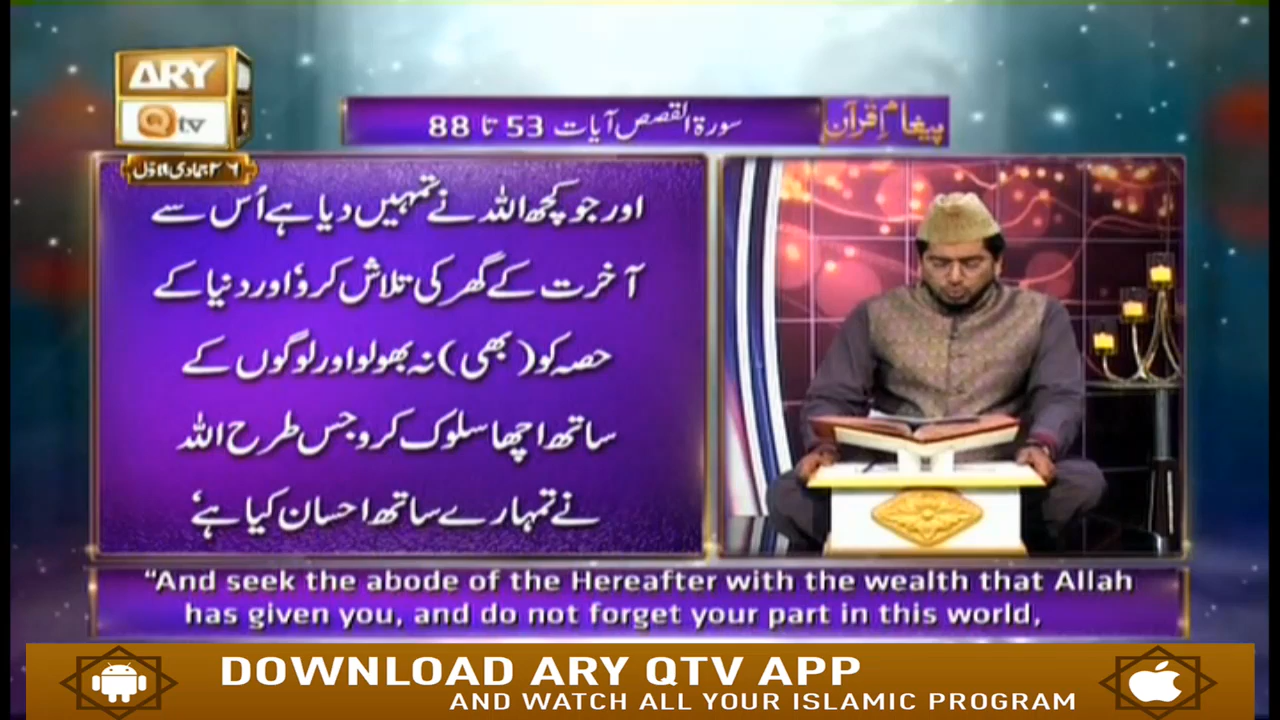 ARY
Qtv
۲۶ جمادی الاوّل
پیغامِ قرآن
سورۃ القصص آیات 53 تا 88
اور جو کچھ اللہ نے تمہیں دیا ہے اُس سے
آخرت کے گھر کی تلاش کرو ٗ اور دنیا کے
حصہ کو (بھی) نہ بھولو اور لوگوں کے
ساتھ اچھا سلوک کرو جس طرح اللہ
نے تمہارے ساتھ احسان کیا ہے ٗ
“And seek the abode of the Hereafter with the wealth that Allah
has given you, and do not forget your part in this world,
DOWNLOAD ARY QTV APP
AND WATCH ALL YOUR ISLAMIC PROGRAM